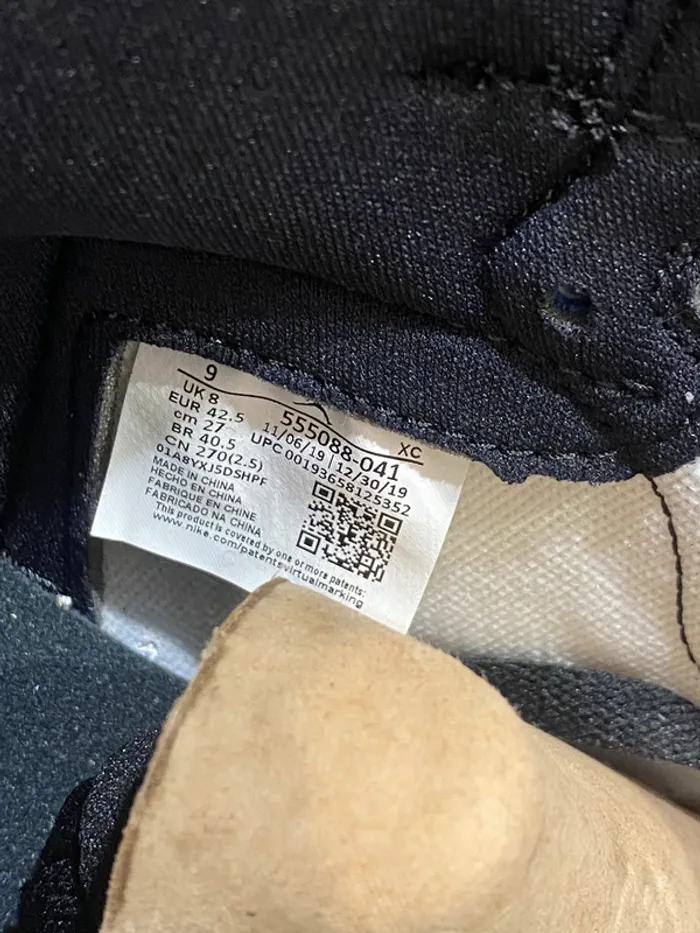 9
UK 8
EUR 42.5
cm 27
BR 40.5
CN 270(2.5)
01A8YXJ5DSHPF
XC
555088-041
11/06/19 | 12/30/19
UPC 00193658125352
MADE IN CHINA
HECHO EN CHINA
FABRIQUE EN CHINE
FABRICADO NA CHINA
This product is covered by one or more patents:
www.nike.com/patentsvirtualmarking